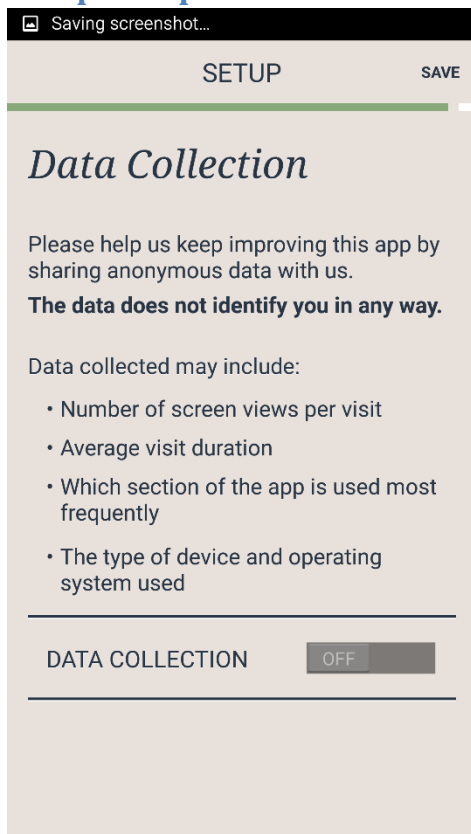 Saving screenshot...
SETUP
SAVE
Data Collection
Please help us keep improving this app by
sharing anonymous data with us.
The data does not identify you in any way.
Data collected may include:
• Number of screen views per visit
• Average visit duration
• Which section of the app is used most
frequently
• The type of device and operating
system used
DATA COLLECTION
OFF